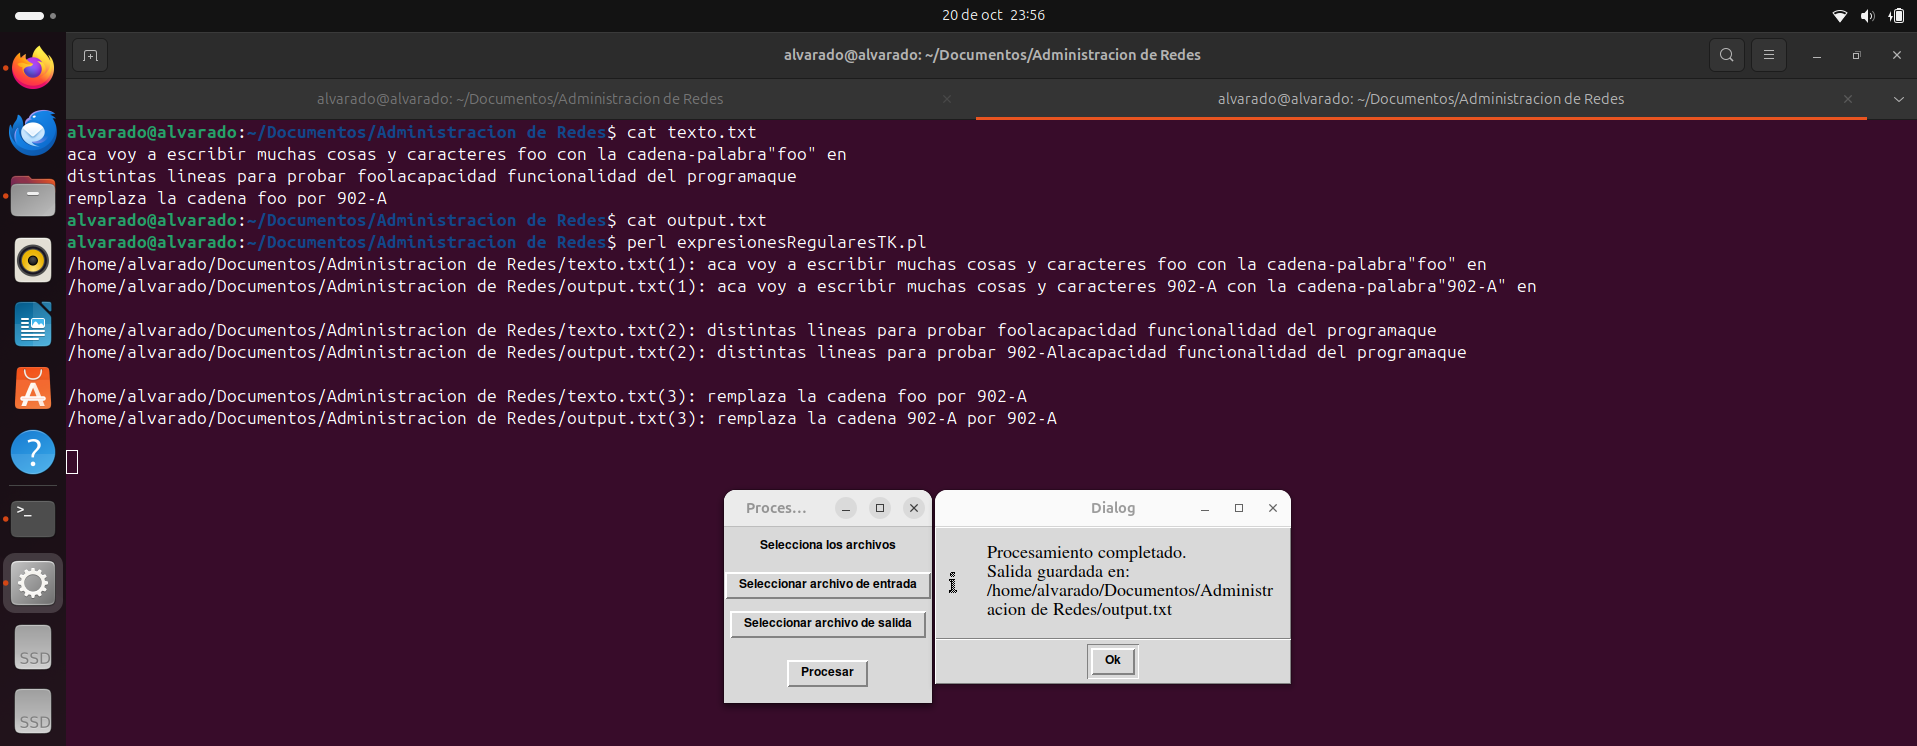 20 de oct 23:56
alvarado@alvarado: ~/Documentos/Administracion de Redes
alvarado@alvarado: ~/Documentos/Administracion de Redes
alvarado@alvarado: ~/Documentos/Administracion de Redes
alvarado@alvarado:~/Documentos/Administracion de Redes$ cat texto.txt
aca voy a escribir muchas cosas y caracteres foo con la cadena-palabra"foo" en
distintas lineas para probar foolacapacidad funcionalidad del programaque
remplaza la cadena foo por 902-A
alvarado@alvarado:~/Documentos/Administracion de Redes$ cat output.txt
alvarado@alvarado:~/Documentos/Administracion de Redes$ perl expresionesRegularesTK.pl
/home/alvarado/Documentos/Administracion de Redes/texto.txt(1): aca voy a escribir muchas cosas y caracteres foo con la cadena-palabra"foo" en
/home/alvarado/Documentos/Administracion de Redes/output.txt(1): aca voy a escribir muchas cosas y caracteres 902-A con la cadena-palabra"902-A" en
/home/alvarado/Documentos/Administracion de Redes/texto.txt(2): distintas lineas para probar foolacapacidad funcionalidad del programaque
/home/alvarado/Documentos/Administracion de Redes/output.txt(2): distintas lineas para probar 902-Alacapacidad funcionalidad del programaque
/home/alvarado/Documentos/Administracion de Redes/texto.txt(3): remplaza la cadena foo por 902-A
/home/alvarado/Documentos/Administracion de Redes/output.txt(3): remplaza la cadena 902-A por 902-A
Proces...
Selecciona los archivos
Seleccionar archivo de entrada
Seleccionar archivo de salida
Procesar
Dialog
Procesamiento completado.
Salida guardada en:
/home/alvarado/Documentos/Administr
acion de Redes/output.txt
Ok
>_
?
SSD
SSD